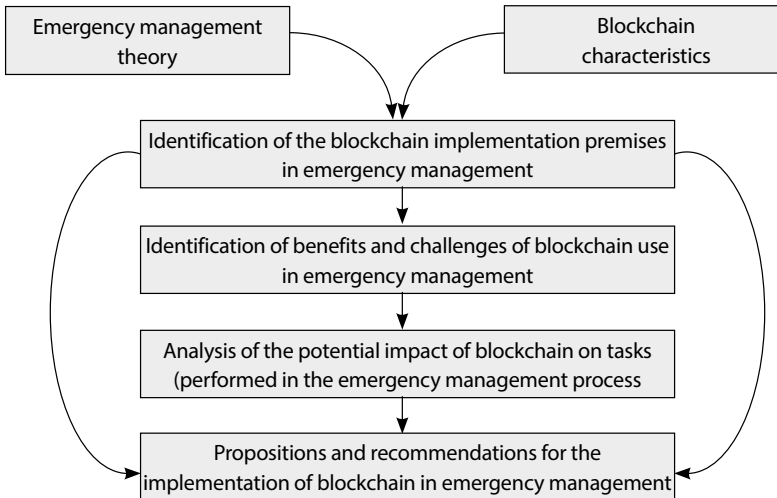 Emergency management
theory
Blockchain
characteristics
Identification of the blockchain implementation premises
in emergency management
Identification of benefits and challenges of blockchain use
in emergency management
Analysis of the potential impact of blockchain on tasks
(performed in the emergency management process
Propositions and recommendations for the
implementation of blockchain in emergency management